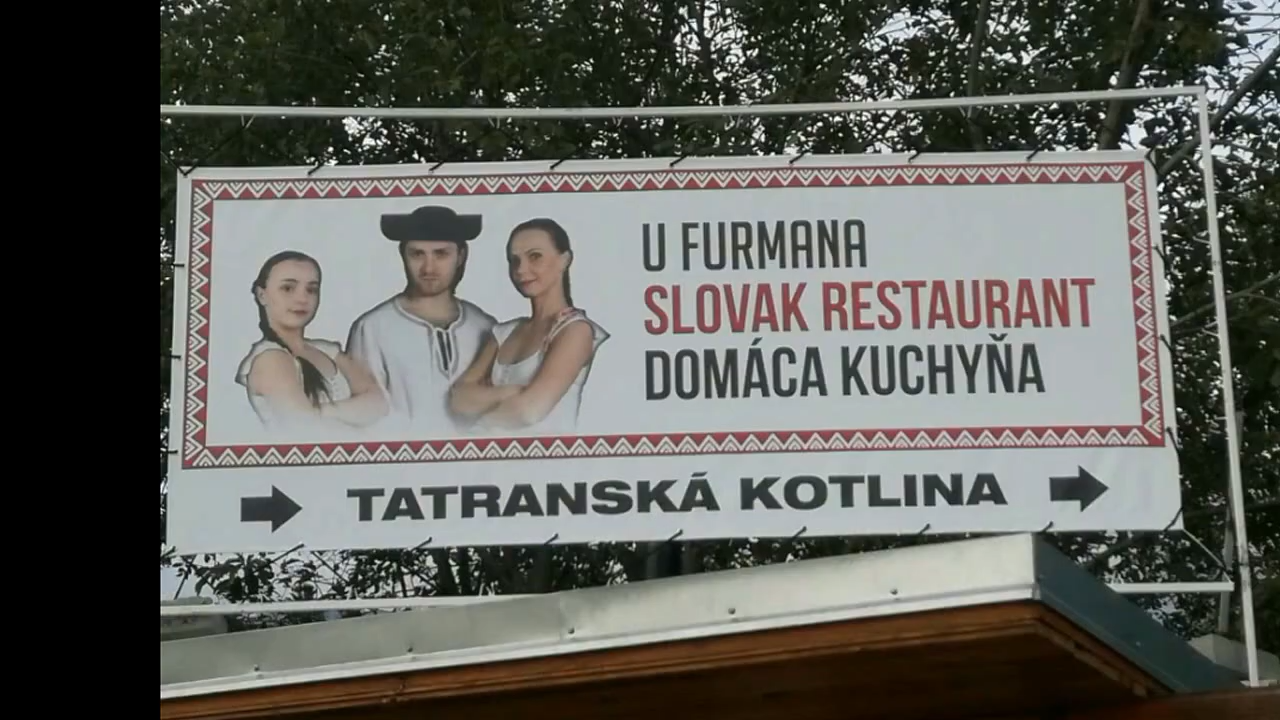 U FURMANA
SLOVAK RESTAURANT
DOMÁCA KUCHYŇA
TATRANSKÁ KOTLINA